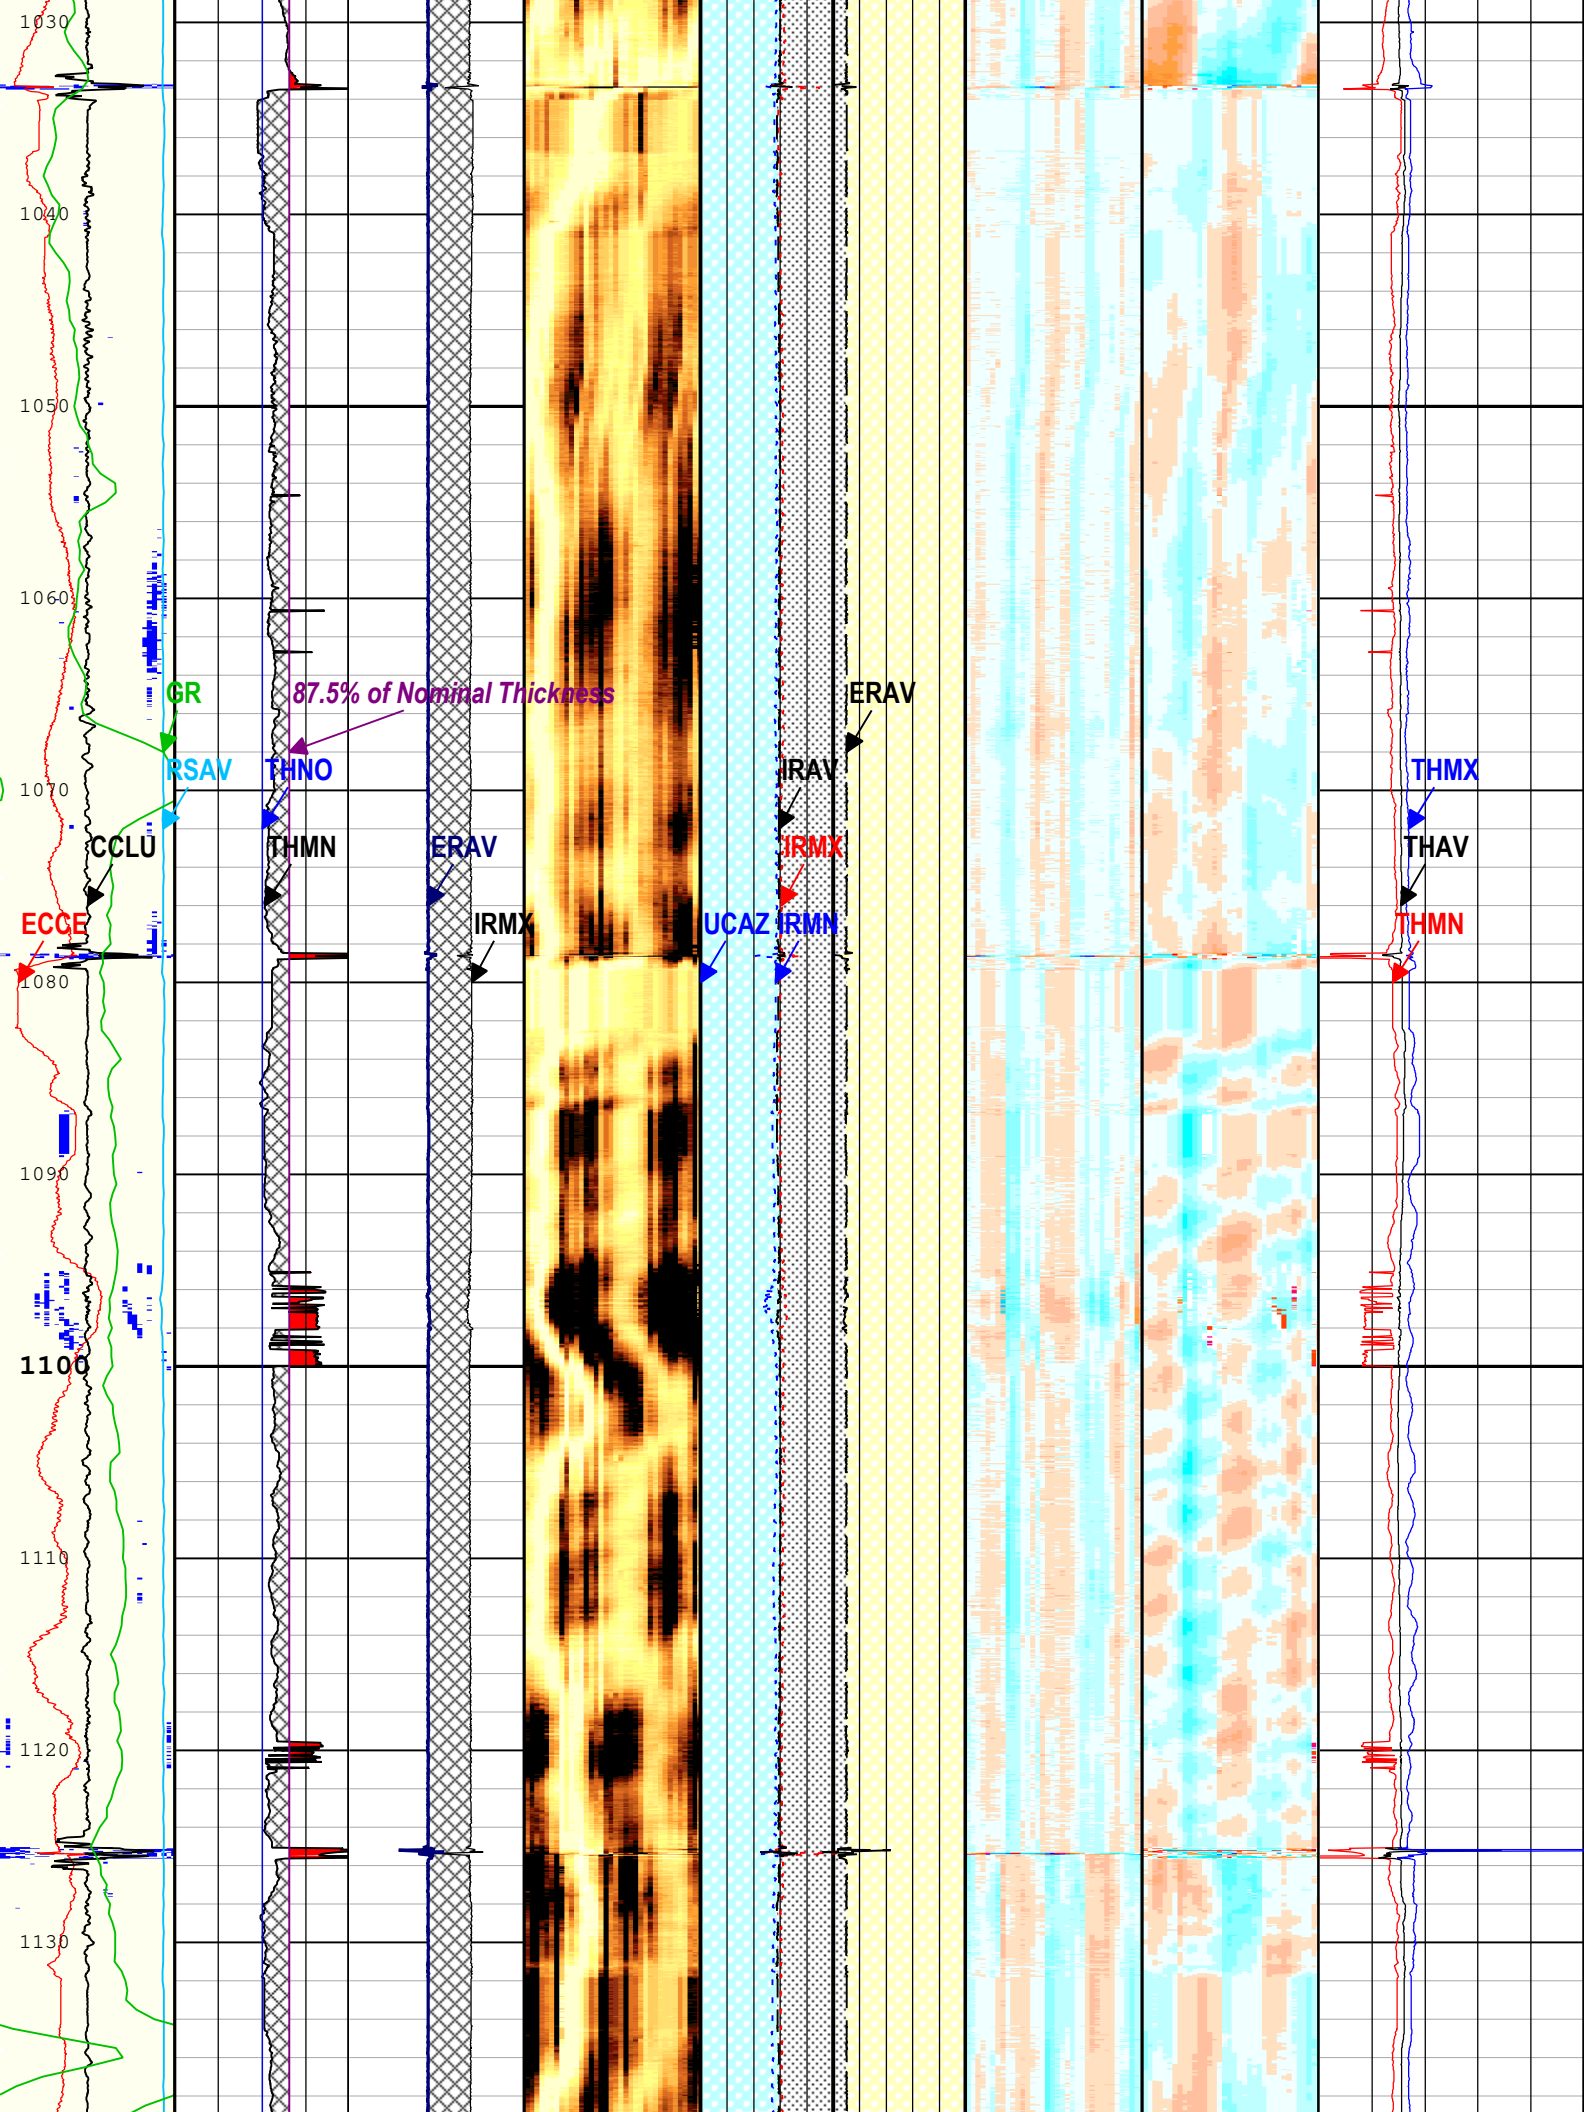 1030
1040
1050
1060
GR
87.5% of Nominal Thickness
ERAV
RSAV
THNO
IRAV
THMX
1070
CCLU
THMN
ERAV
IRMX
THAV
ECCE
IRMX
UCAZ
IRMN
THMN
1080
1090
1100
1110
1120
1130